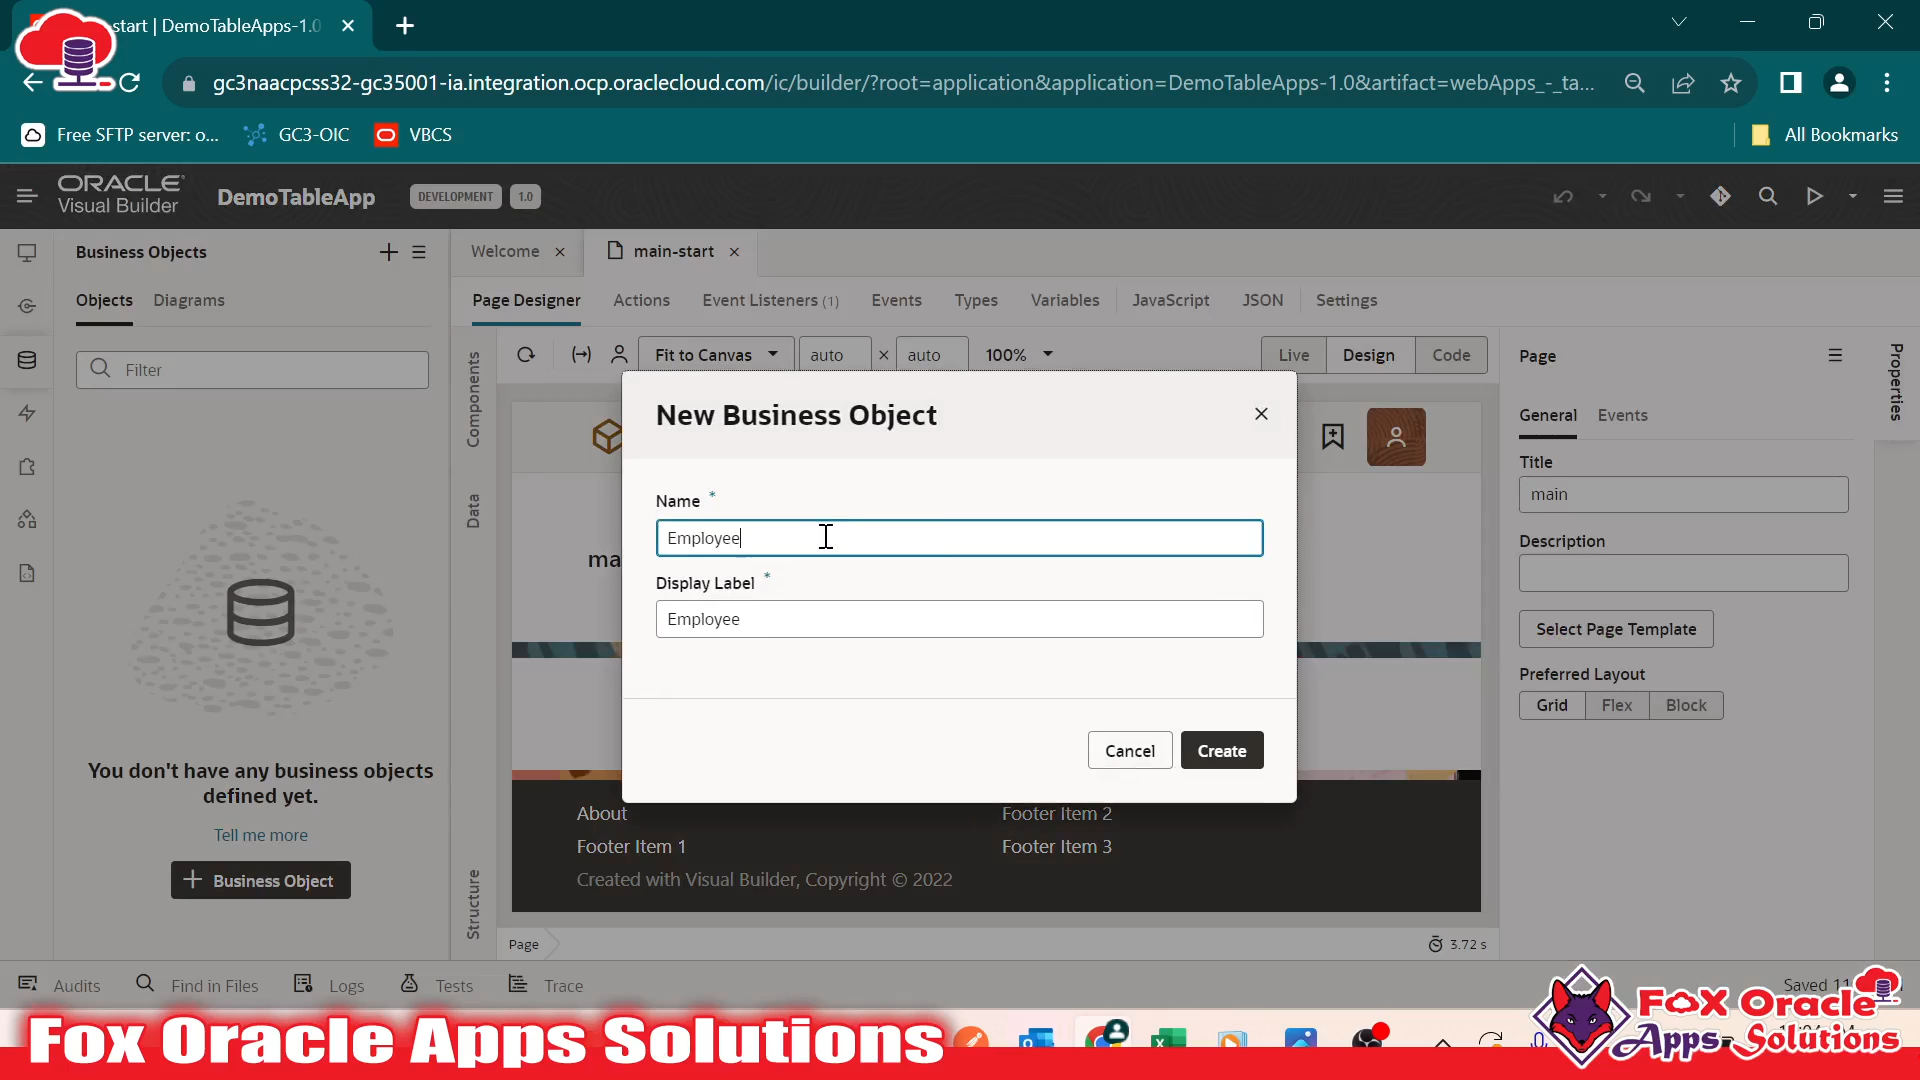 start | DemoTableApps-1.0
gc3naacpcss32-gc35001-ia.integration.ocp.oraclecloud.com/ic/builder/?root=application&application=DemoTableApps-1.0&artifact=webApps_-_ta...
Free SFTP server: o...
GC3-OIC
VBCS
All Bookmarks
ORACLE
Visual Builder
DemoTableApp
DEVELOPMENT
1.0
Business Objects
Welcome
main-start
Objects
Diagrams
Page Designer
Actions
Event Listeners (1)
Events
Types
Variables
JavaScript
JSON
Settings
Filter
Components
Data
Structure
Fit to Canvas
auto
×
auto
100%
Live
Design
Code
Page
Properties
General
Events
Title
main
Description
Select Page Template
Preferred Layout
Grid
Flex
Block
New Business Object
Name *
Employee
Display Label *
Employee
Cancel
Create
You don't have any business objects
defined yet.
Tell me more
Business Object
About
Footer Item 1
Created with Visual Builder, Copyright © 2022
Footer Item 2
Footer Item 3
Page
3.72 s
Audits
Find in Files
Logs
Tests
Trace
Saved
Fox Oracle Apps Solutions
FOX Oracle
Apps Solutions